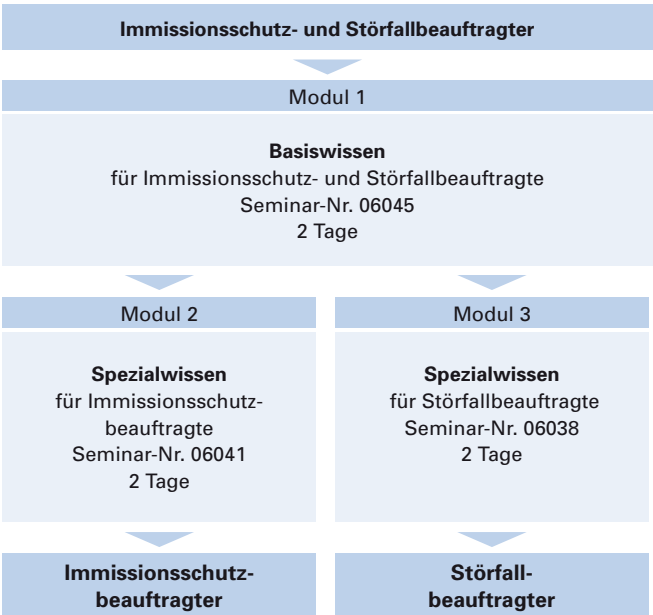 Immissionsschutz- und Störfallbeauftragter
Modul 1
Basiswissen
für Immissionsschutz- und Störfallbeauftragte
Seminar-Nr. 06045
2 Tage
Modul 2
Spezialwissen
für Immissionsschutz-
beauftragte
Seminar-Nr. 06041
2 Tage
Immissionsschutz-
beauftragter
Modul 3
Spezialwissen
für Störfallbeauftragte
Seminar-Nr. 06038
2 Tage
Störfall-
beauftragter